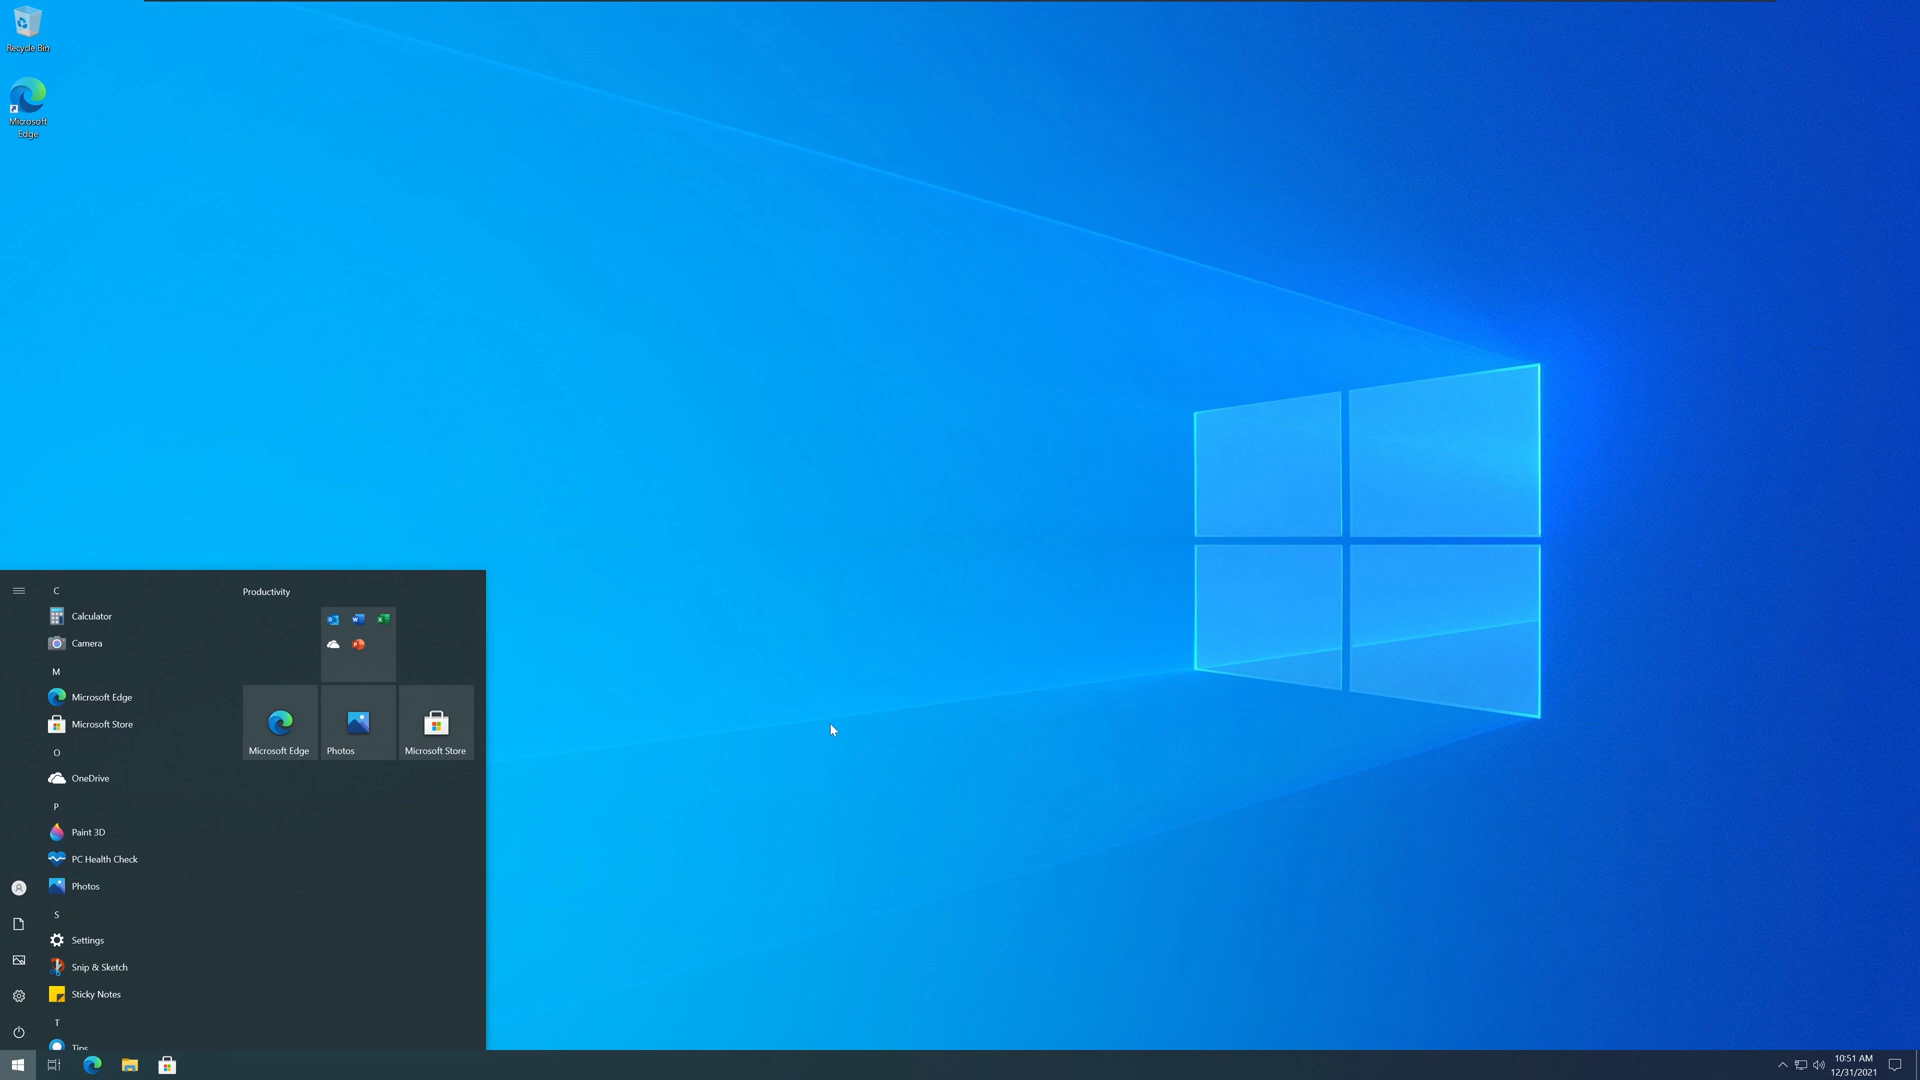 Recycle Bin
Microsoft
Edge
C
Calculator
Camera
M
Microsoft Edge
Microsoft Store
O
OneDrive
P
Paint 3D
PC Health Check
Photos
S
Settings
Snip & Sketch
Sticky Notes
T
Tips
Productivity
Microsoft Edge
Photos
Microsoft Store
10:51 AM
12/31/2021